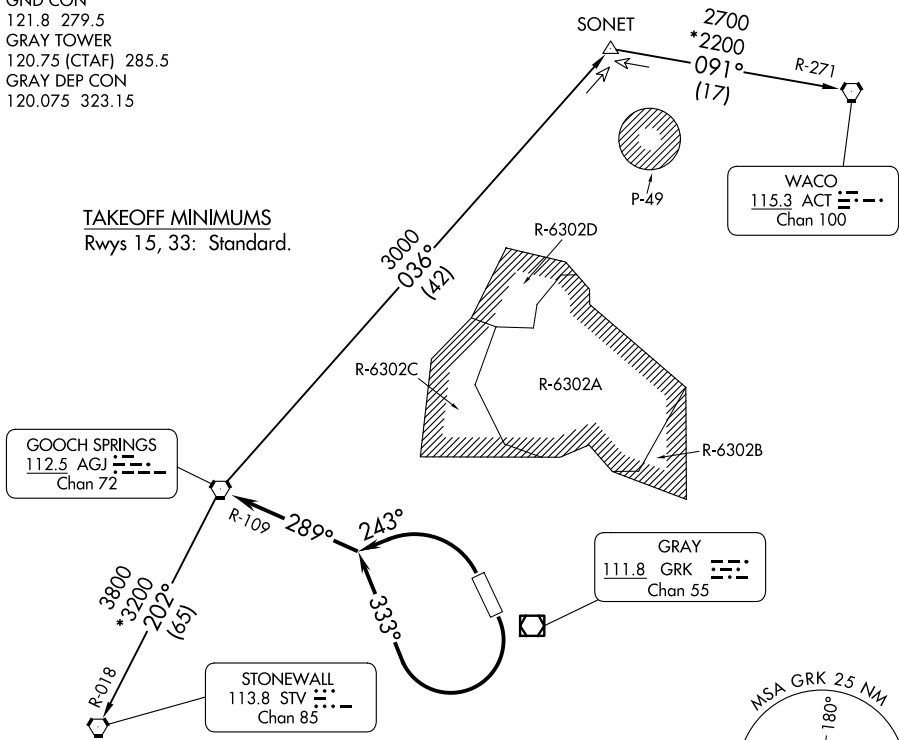 GND CON
121.8 279.5
GRAY TOWER
120.75 (CTAF) 285.5
GRAY DEP CON
120.075 323.15
SONET
2700
*2200
091°
(17)
R-271
P-49
WACO
115.3 ACT
Chan 100
TAKEOFF MINIMUMS
Rwys 15, 33: Standard.
3000
036°
(42)
R-6302D
R-6302C
R-6302A
R-6302B
GOOCH SPRINGS
112.5 AGJ
Chan 72
R-109
289°
243°
333°
GRAY
111.8 GRK
Chan 55
3800
*3200
202°
(65)
R-018
STONEWALL
113.8 STV
Chan 85
MSA GRK 25 NM
180°